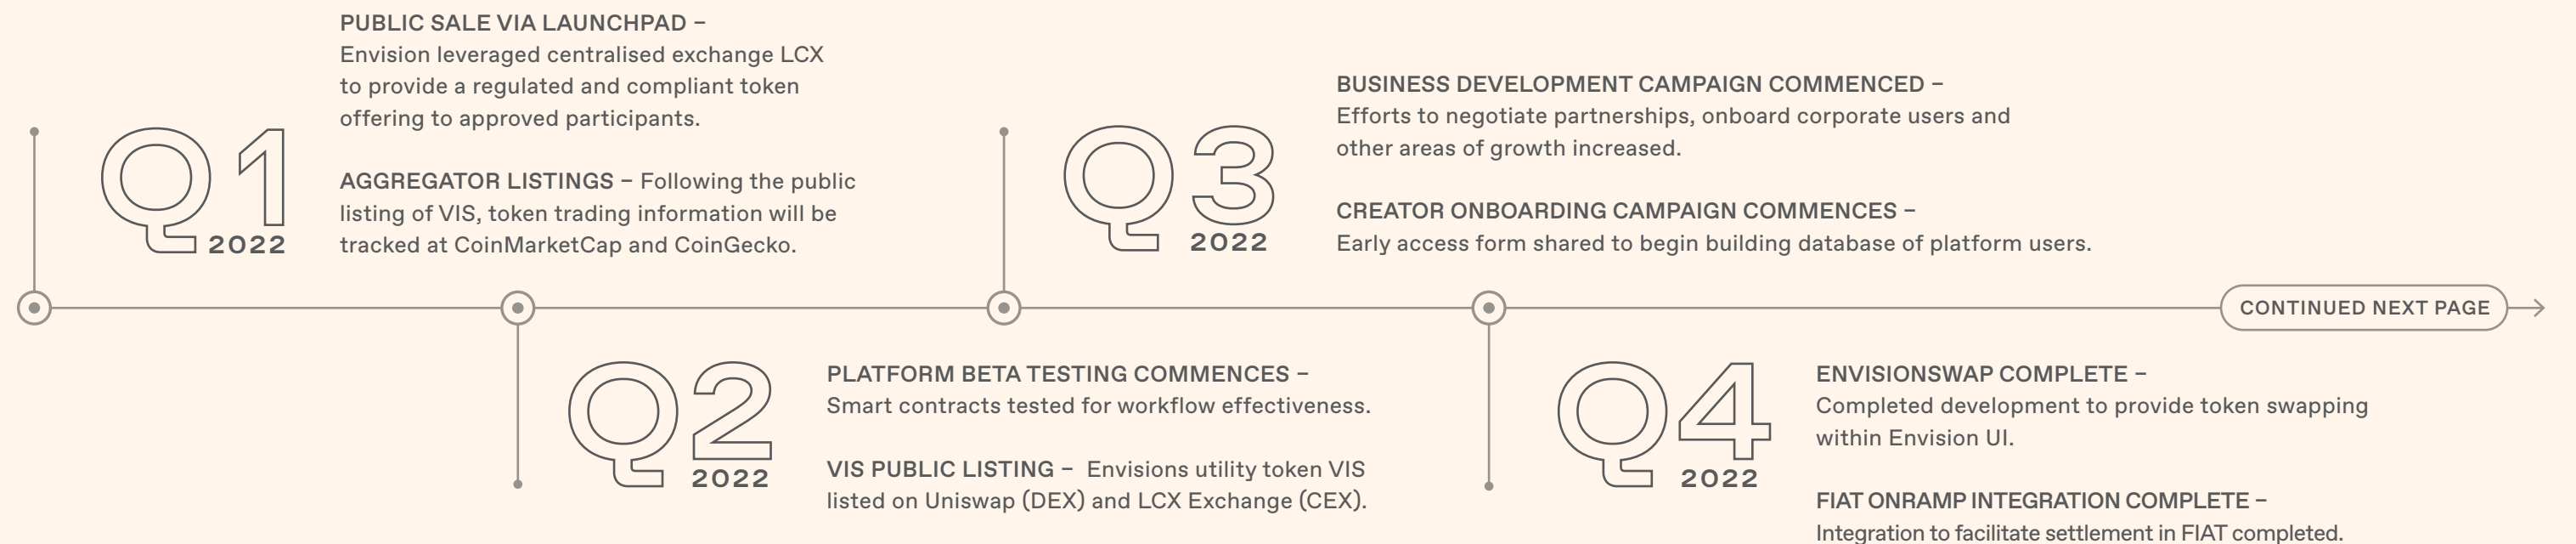 PUBLIC SALE VIA LAUNCHPAD –
Envision leveraged centralised exchange LCX
to provide a regulated and compliant token
offering to approved participants.
AGGREGATOR LISTINGS – Following the public
listing of VIS, token trading information will be
tracked at CoinMarketCap and CoinGecko.
Q1
2022
PLATFORM BETA TESTING COMMENCES –
Smart contracts tested for workflow effectiveness.
VIS PUBLIC LISTING – Envisions utility token VIS
listed on Uniswap (DEX) and LCX Exchange (CEX).
Q2
2022
BUSINESS DEVELOPMENT CAMPAIGN COMMENCED –
Efforts to negotiate partnerships, onboard corporate users and
other areas of growth increased.
CREATOR ONBOARDING CAMPAIGN COMMENCES –
Early access form shared to begin building database of platform users.
Q3
2022
ENVISIONSWAP COMPLETE –
Completed development to provide token swapping
within Envision UI.
FIAT ONRAMP INTEGRATION COMPLETE –
Integration to facilitate settlement in FIAT completed.
Q4
2022
CONTINUED NEXT PAGE